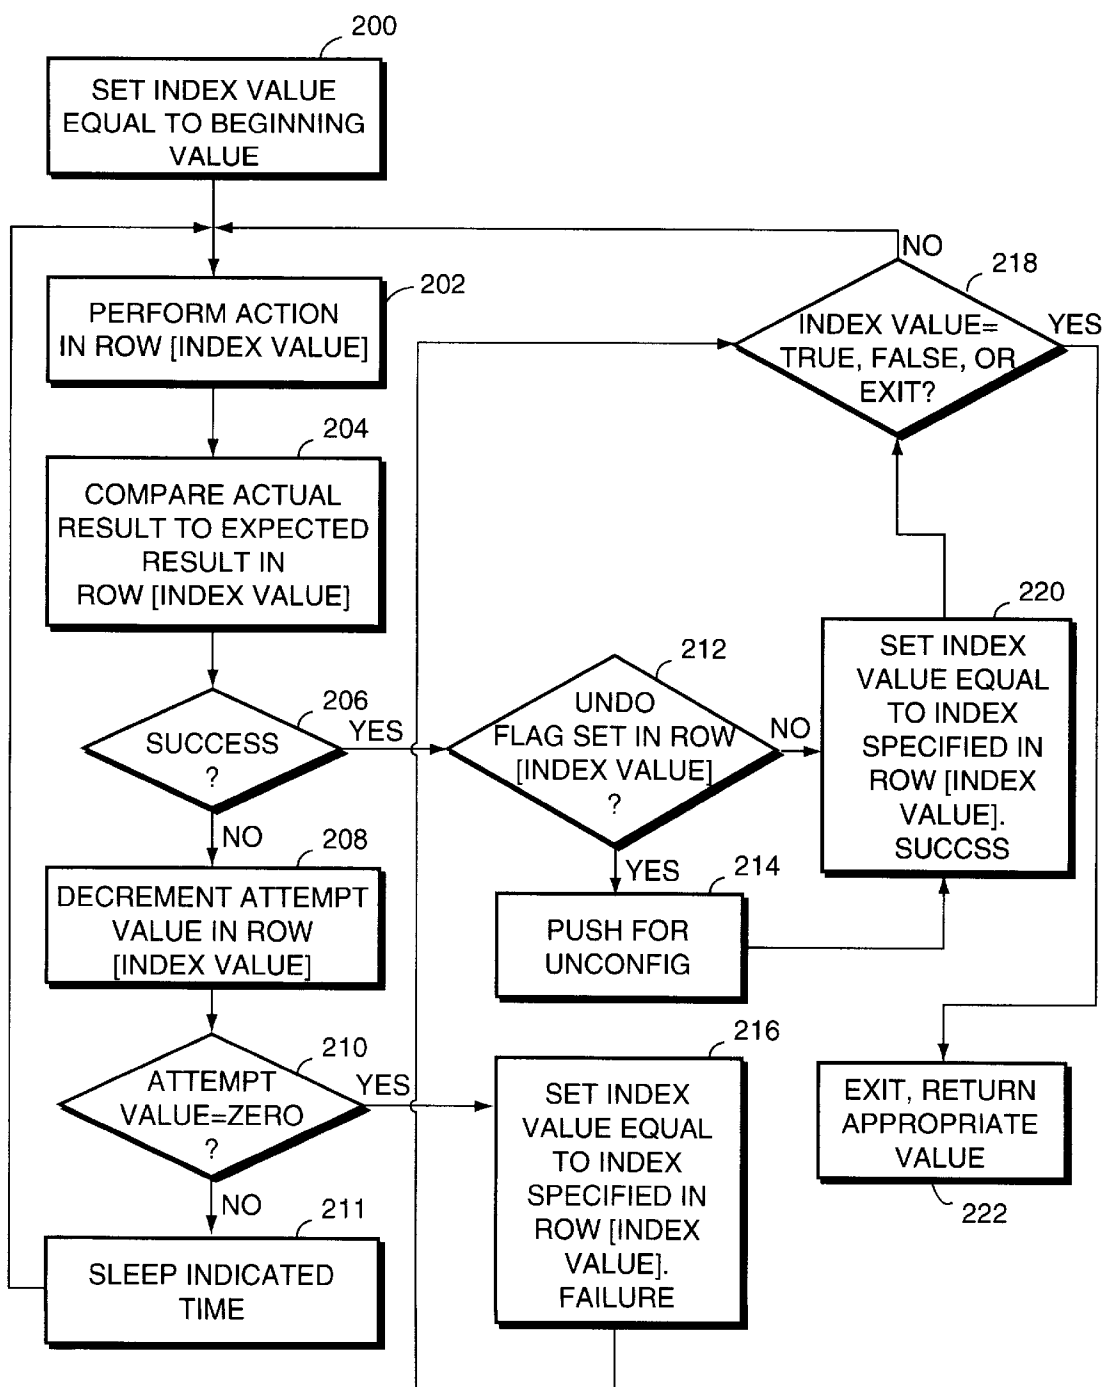 200
SET INDEX VALUE
EQUAL TO BEGINNING
VALUE
202
PERFORM ACTION
IN ROW [INDEX VALUE]
204
COMPARE ACTUAL
RESULT TO EXPECTED
RESULT IN
ROW [INDEX VALUE]
206
SUCCESS
?
YES
NO
208
DECREMENT ATTEMPT
VALUE IN ROW
[INDEX VALUE]
210
ATTEMPT
VALUE=ZERO
?
YES
NO
211
SLEEP INDICATED
TIME
212
UNDO
FLAG SET IN ROW
[INDEX VALUE]
?
NO
YES
214
PUSH FOR
UNCONFIG
216
SET INDEX
VALUE EQUAL
TO INDEX
SPECIFIED IN
ROW [INDEX
VALUE].
FAILURE
218
INDEX VALUE=
TRUE, FALSE, OR
EXIT?
NO
YES
220
SET INDEX
VALUE EQUAL
TO INDEX
SPECIFIED IN
ROW [INDEX
VALUE].
SUCCSS
EXIT, RETURN
APPROPRIATE
VALUE
222